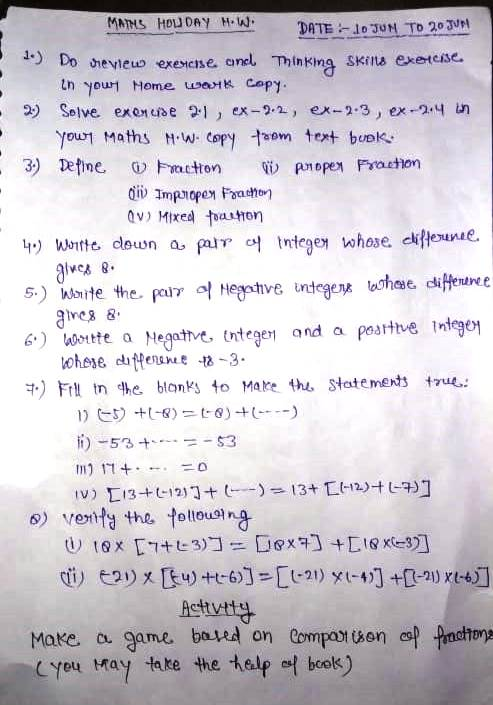 MATHS HOLIDAY H.W.
DATE :- 10 JUN TO 20 JUN
1.) Do review exercise and Thinking skills exercise
in your Home work copy.
2.) Solve exercise 2.1, ex-2.2, ex-2.3, ex-2.4 in
your Maths H.W. copy from text book.
3.) Define (i) Fraction (ii) proper Fraction
(iii) Improper Fraction
(iv) Mixed fraction
4.) Write down a pair of integer whose difference
gives 8.
5.) Write the pair of Negative integers whose difference
gives 8.
6.) Write a Negative integer and a positive integer
whose difference is -3.
7.) Fill in the blanks to Make the statements true:
i) (-5) + (-8) = (-8) + (----)
ii) -53 + ---- = -53
iii) 17 + ---- = 0
iv) [13+(-12)] + (---) = 13+ [(-12)+(-7)]
8) verify the following
(i) 18 x [7+(-3)] = [18x7] + [18x(-3)]
(ii) (-21) x [(-4)+(-6)] = [(-21) x(-4)] + [(-21) x(-6)]
Activity
Make a game based on comparison of fractions
(you may take the help of book)